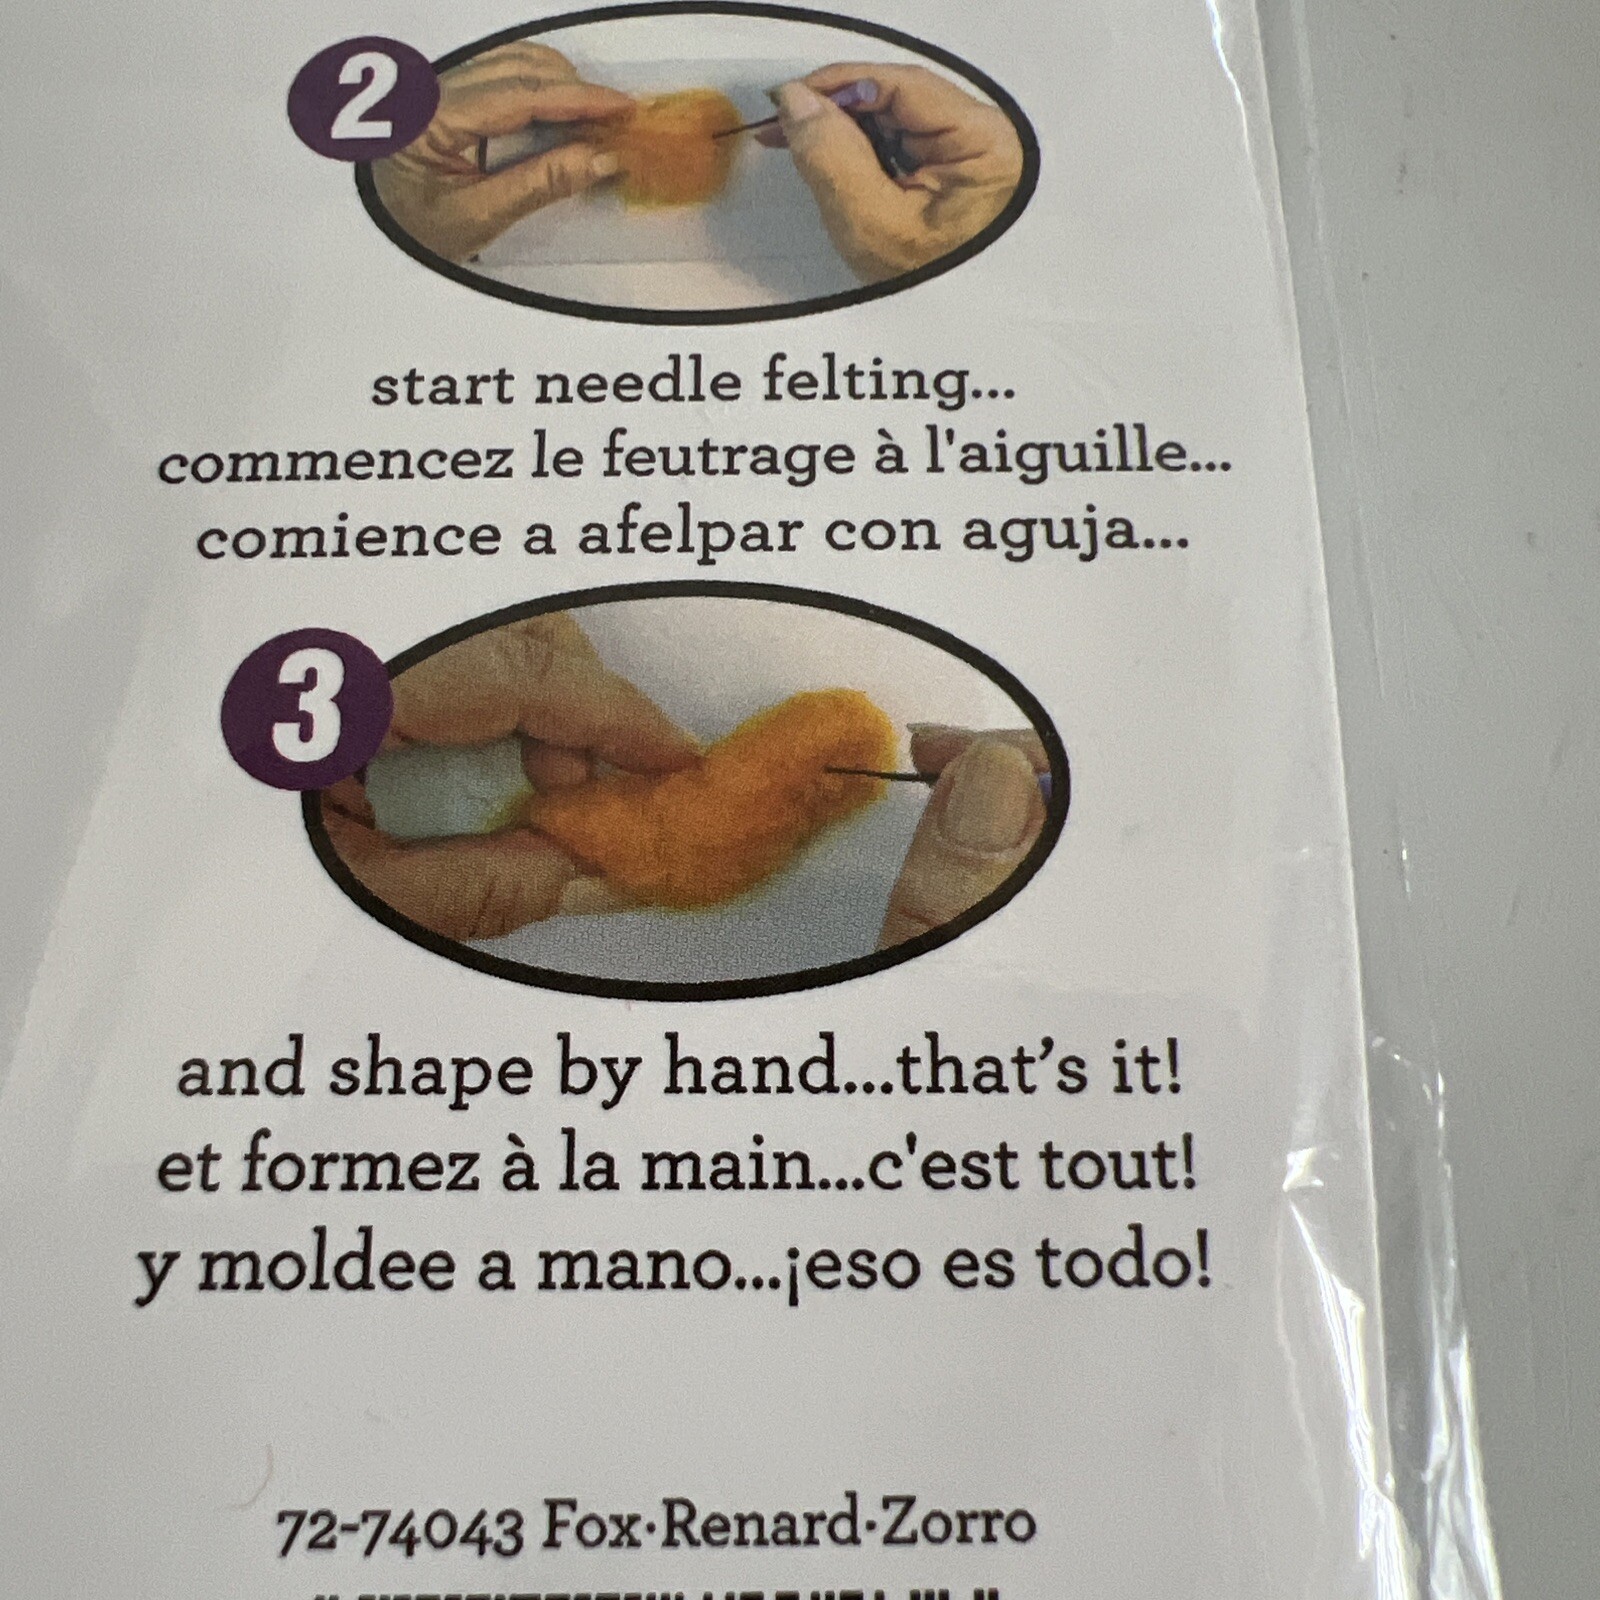 2
start needle felting...
commencez le feutrage à l'aiguille...
comience a afelpar con aguja...
3
and shape by hand...that's it!
et formez à la main...c'est tout!
y moldee a mano...¡eso es todo!
72-74043 Fox·Renard·Zorro